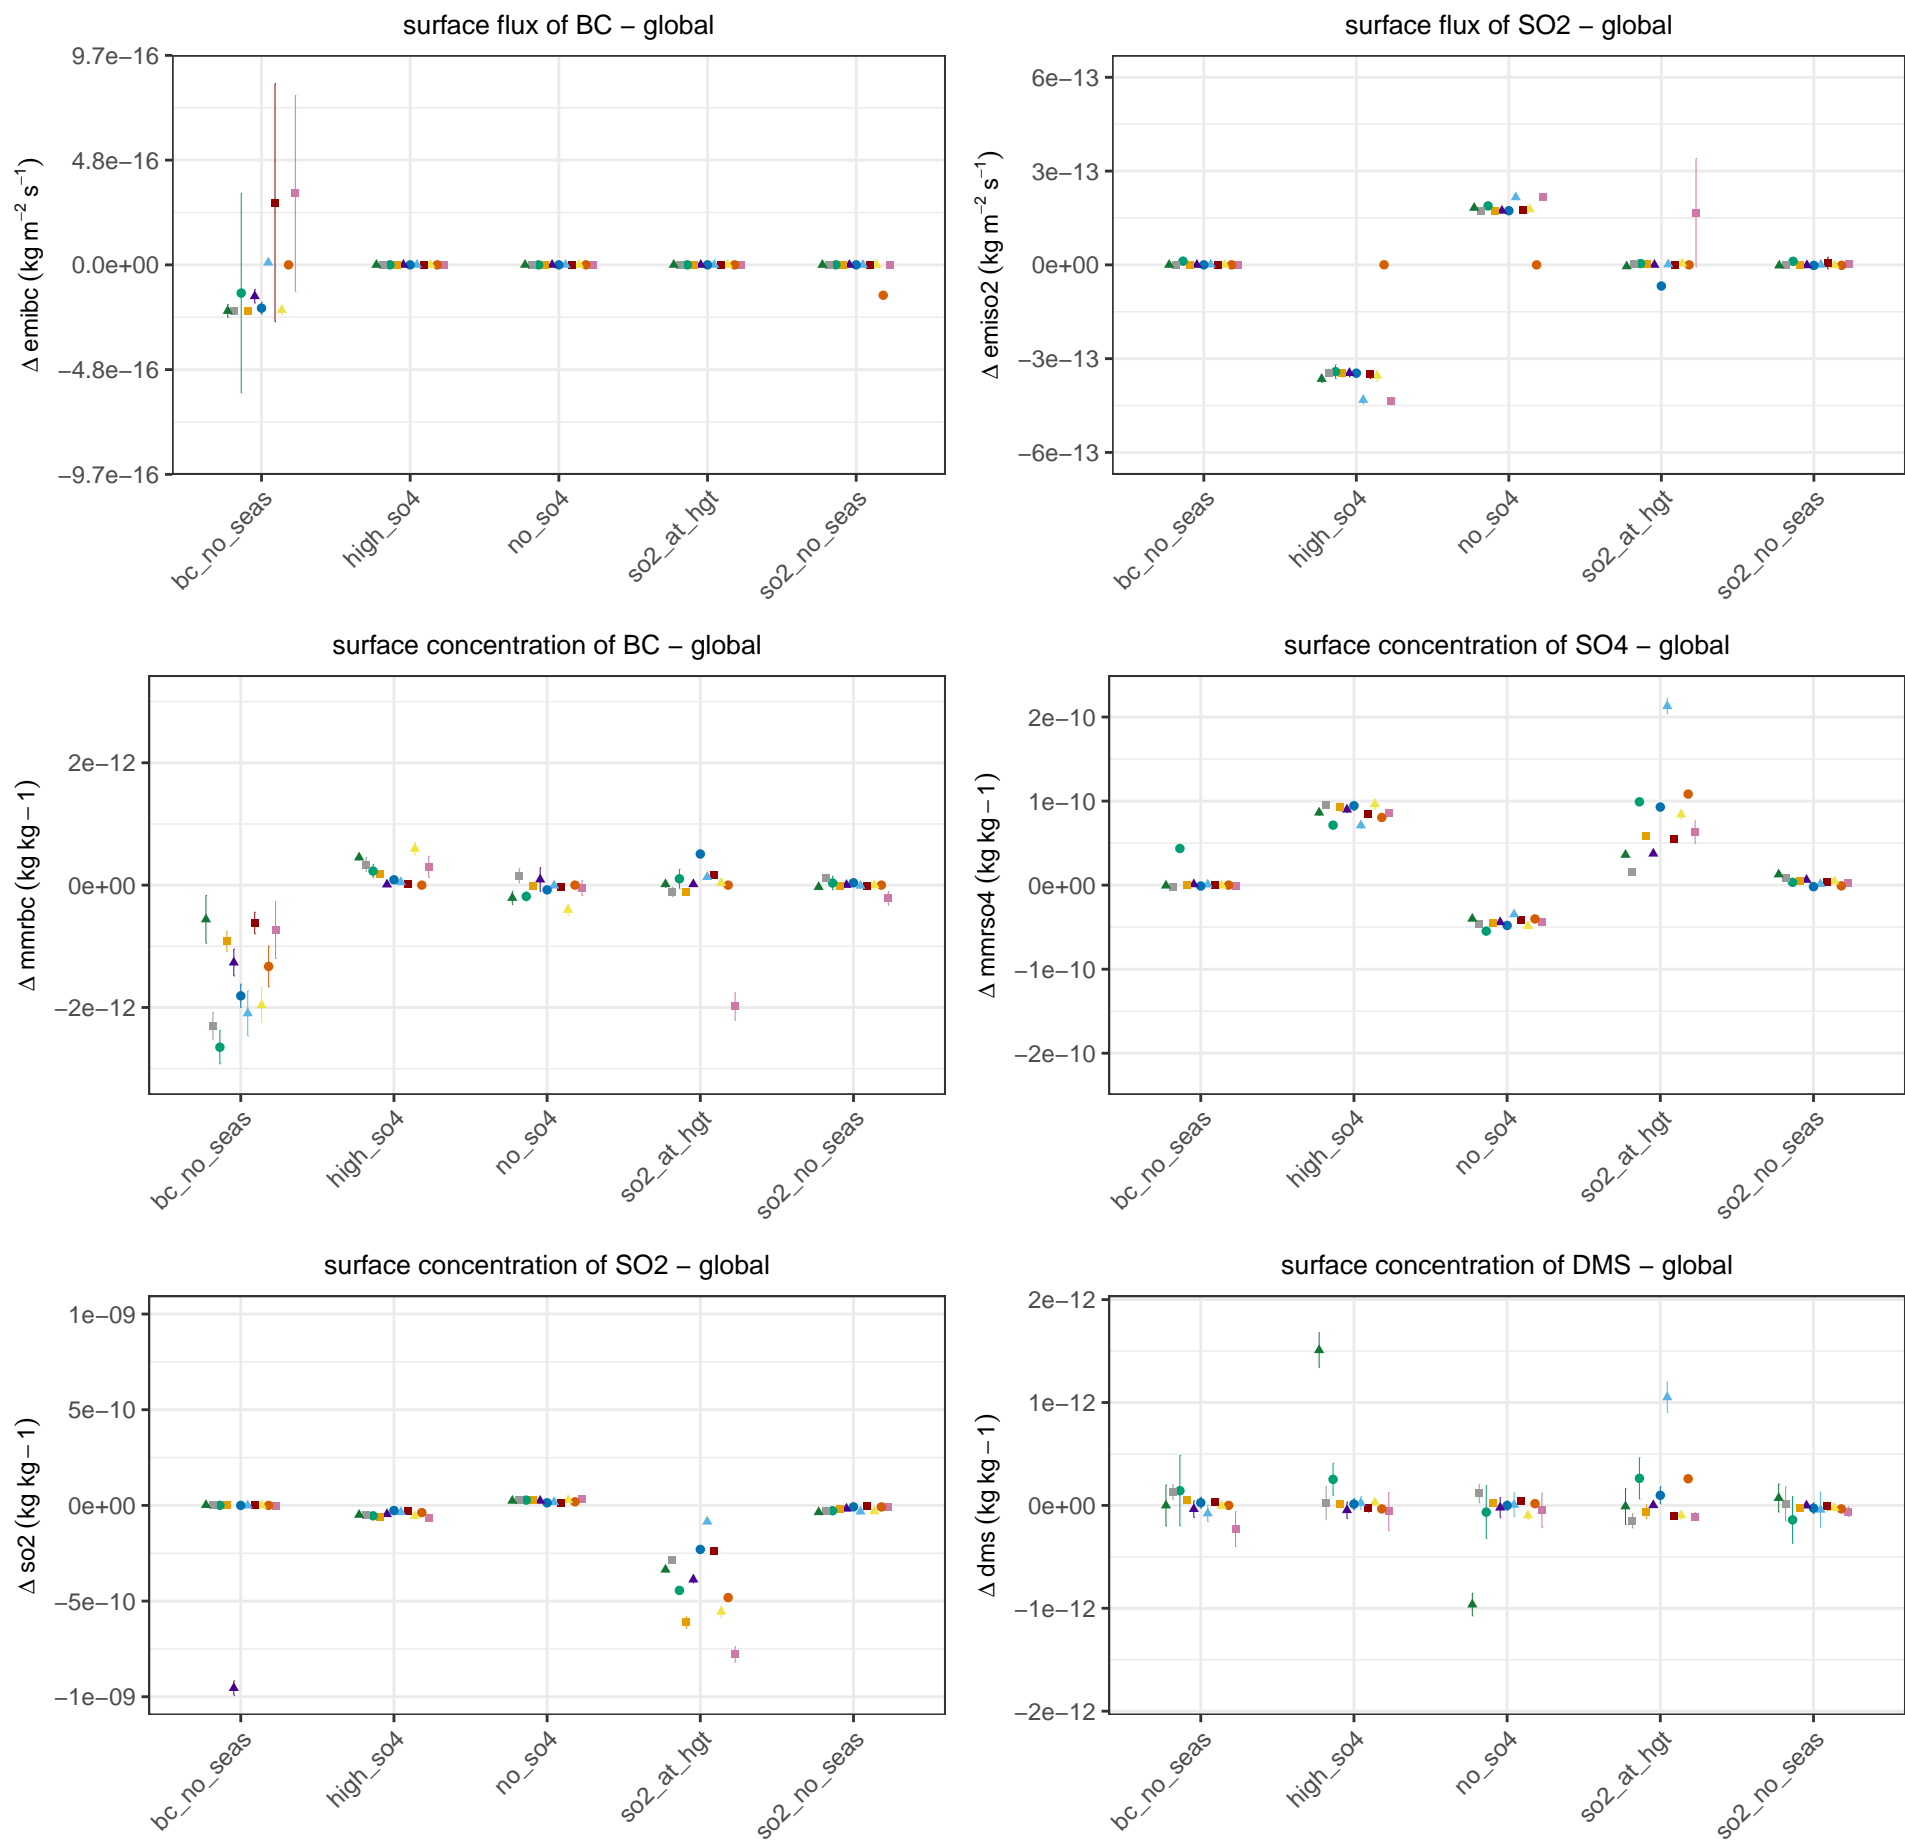 surface flux of BC − global
9.7e−16
4.8e−16
0.0e+00
−4.8e−16
−9.7e−16
Δ emibc (kg m−2 s−1)
bc_no_seas
high_so4
no_so4
so2_at_hgt
so2_no_seas
surface flux of SO2 − global
6e−13
3e−13
0e+00
−3e−13
−6e−13
Δ emiso2 (kg m−2 s−1)
bc_no_seas
high_so4
no_so4
so2_at_hgt
so2_no_seas
surface concentration of BC − global
2e−12
0e+00
−2e−12
Δ mmrbc (kg kg−1)
bc_no_seas
high_so4
no_so4
so2_at_hgt
so2_no_seas
surface concentration of SO4 − global
2e−10
1e−10
0e+00
−1e−10
−2e−10
Δ mmrso4 (kg kg−1)
bc_no_seas
high_so4
no_so4
so2_at_hgt
so2_no_seas
surface concentration of SO2 − global
1e−09
5e−10
0e+00
−5e−10
−1e−09
Δ so2 (kg kg−1)
bc_no_seas
high_so4
no_so4
so2_at_hgt
so2_no_seas
surface concentration of DMS − global
2e−12
1e−12
0e+00
−1e−12
−2e−12
Δ dms (kg kg−1)
bc_no_seas
high_so4
no_so4
so2_at_hgt
so2_no_seas